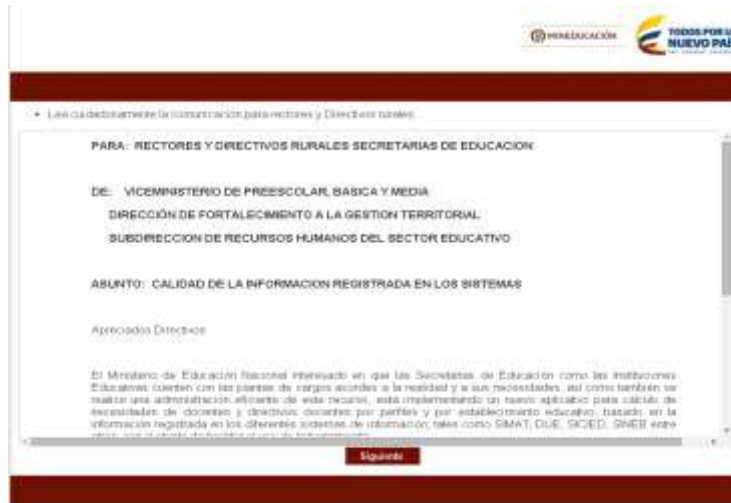 MINEDUCACIÓN
TODOS POR U
NUEVO PAÍ
• Lea cuidadosamente la comunicación para rectores y Directivos rurales.
PARA: RECTORES Y DIRECTIVOS RURALES SECRETARIAS DE EDUCACION
DE: VICEMINISTERIO DE PREESCOLAR, BASICA Y MEDIA
DIRECCIÓN DE FORTALECIMIENTO A LA GESTION TERRITORIAL
SUBDIRECCION DE RECURSOS HUMANOS DEL SECTOR EDUCATIVO
ASUNTO: CALIDAD DE LA INFORMACION REGISTRADA EN LOS SISTEMAS
Apreciados Directivos
El Ministerio de Educación Nacional interesado en que las Secretarias de Educación como las Instituciones
Educativas cuenten con las plantas de cargos acordes a la realidad y a sus necesidades, así como también se
realice una administración eficiente de este recurso, está implementando un nuevo aplicativo para cálculo de
necesidades de docentes y directivos docentes por perfiles y por establecimiento educativo, basado en la
información registrada en los diferentes sistemas de información, tales como SIMAT, DUE, SICIED, SINEB entre
Siguiente